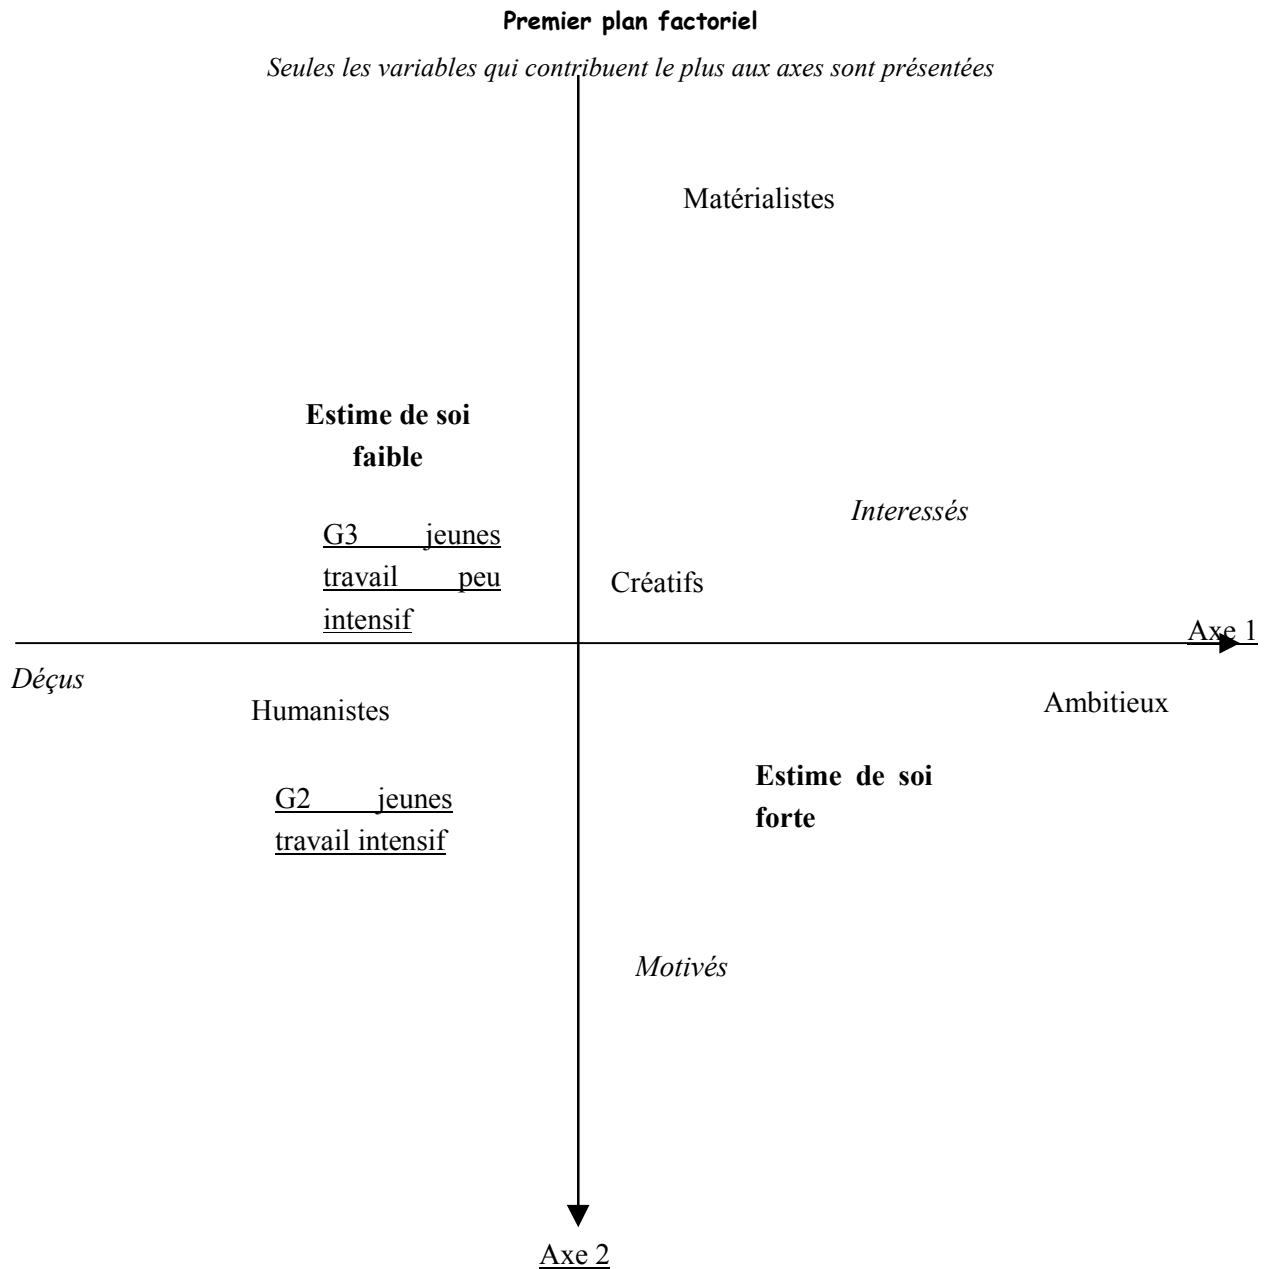 Premier plan factoriel
Seules les variables qui contribuent le plus aux axes sont présentées
Matérialistes
Estime de soi
faible
Interessés
G3 jeunes
travail peu
intensif
Créatifs
Axe 1
Déçus
Humanistes
Ambitieux
Estime de soi
forte
G2 jeunes
travail intensif
Motivés
Axe 2